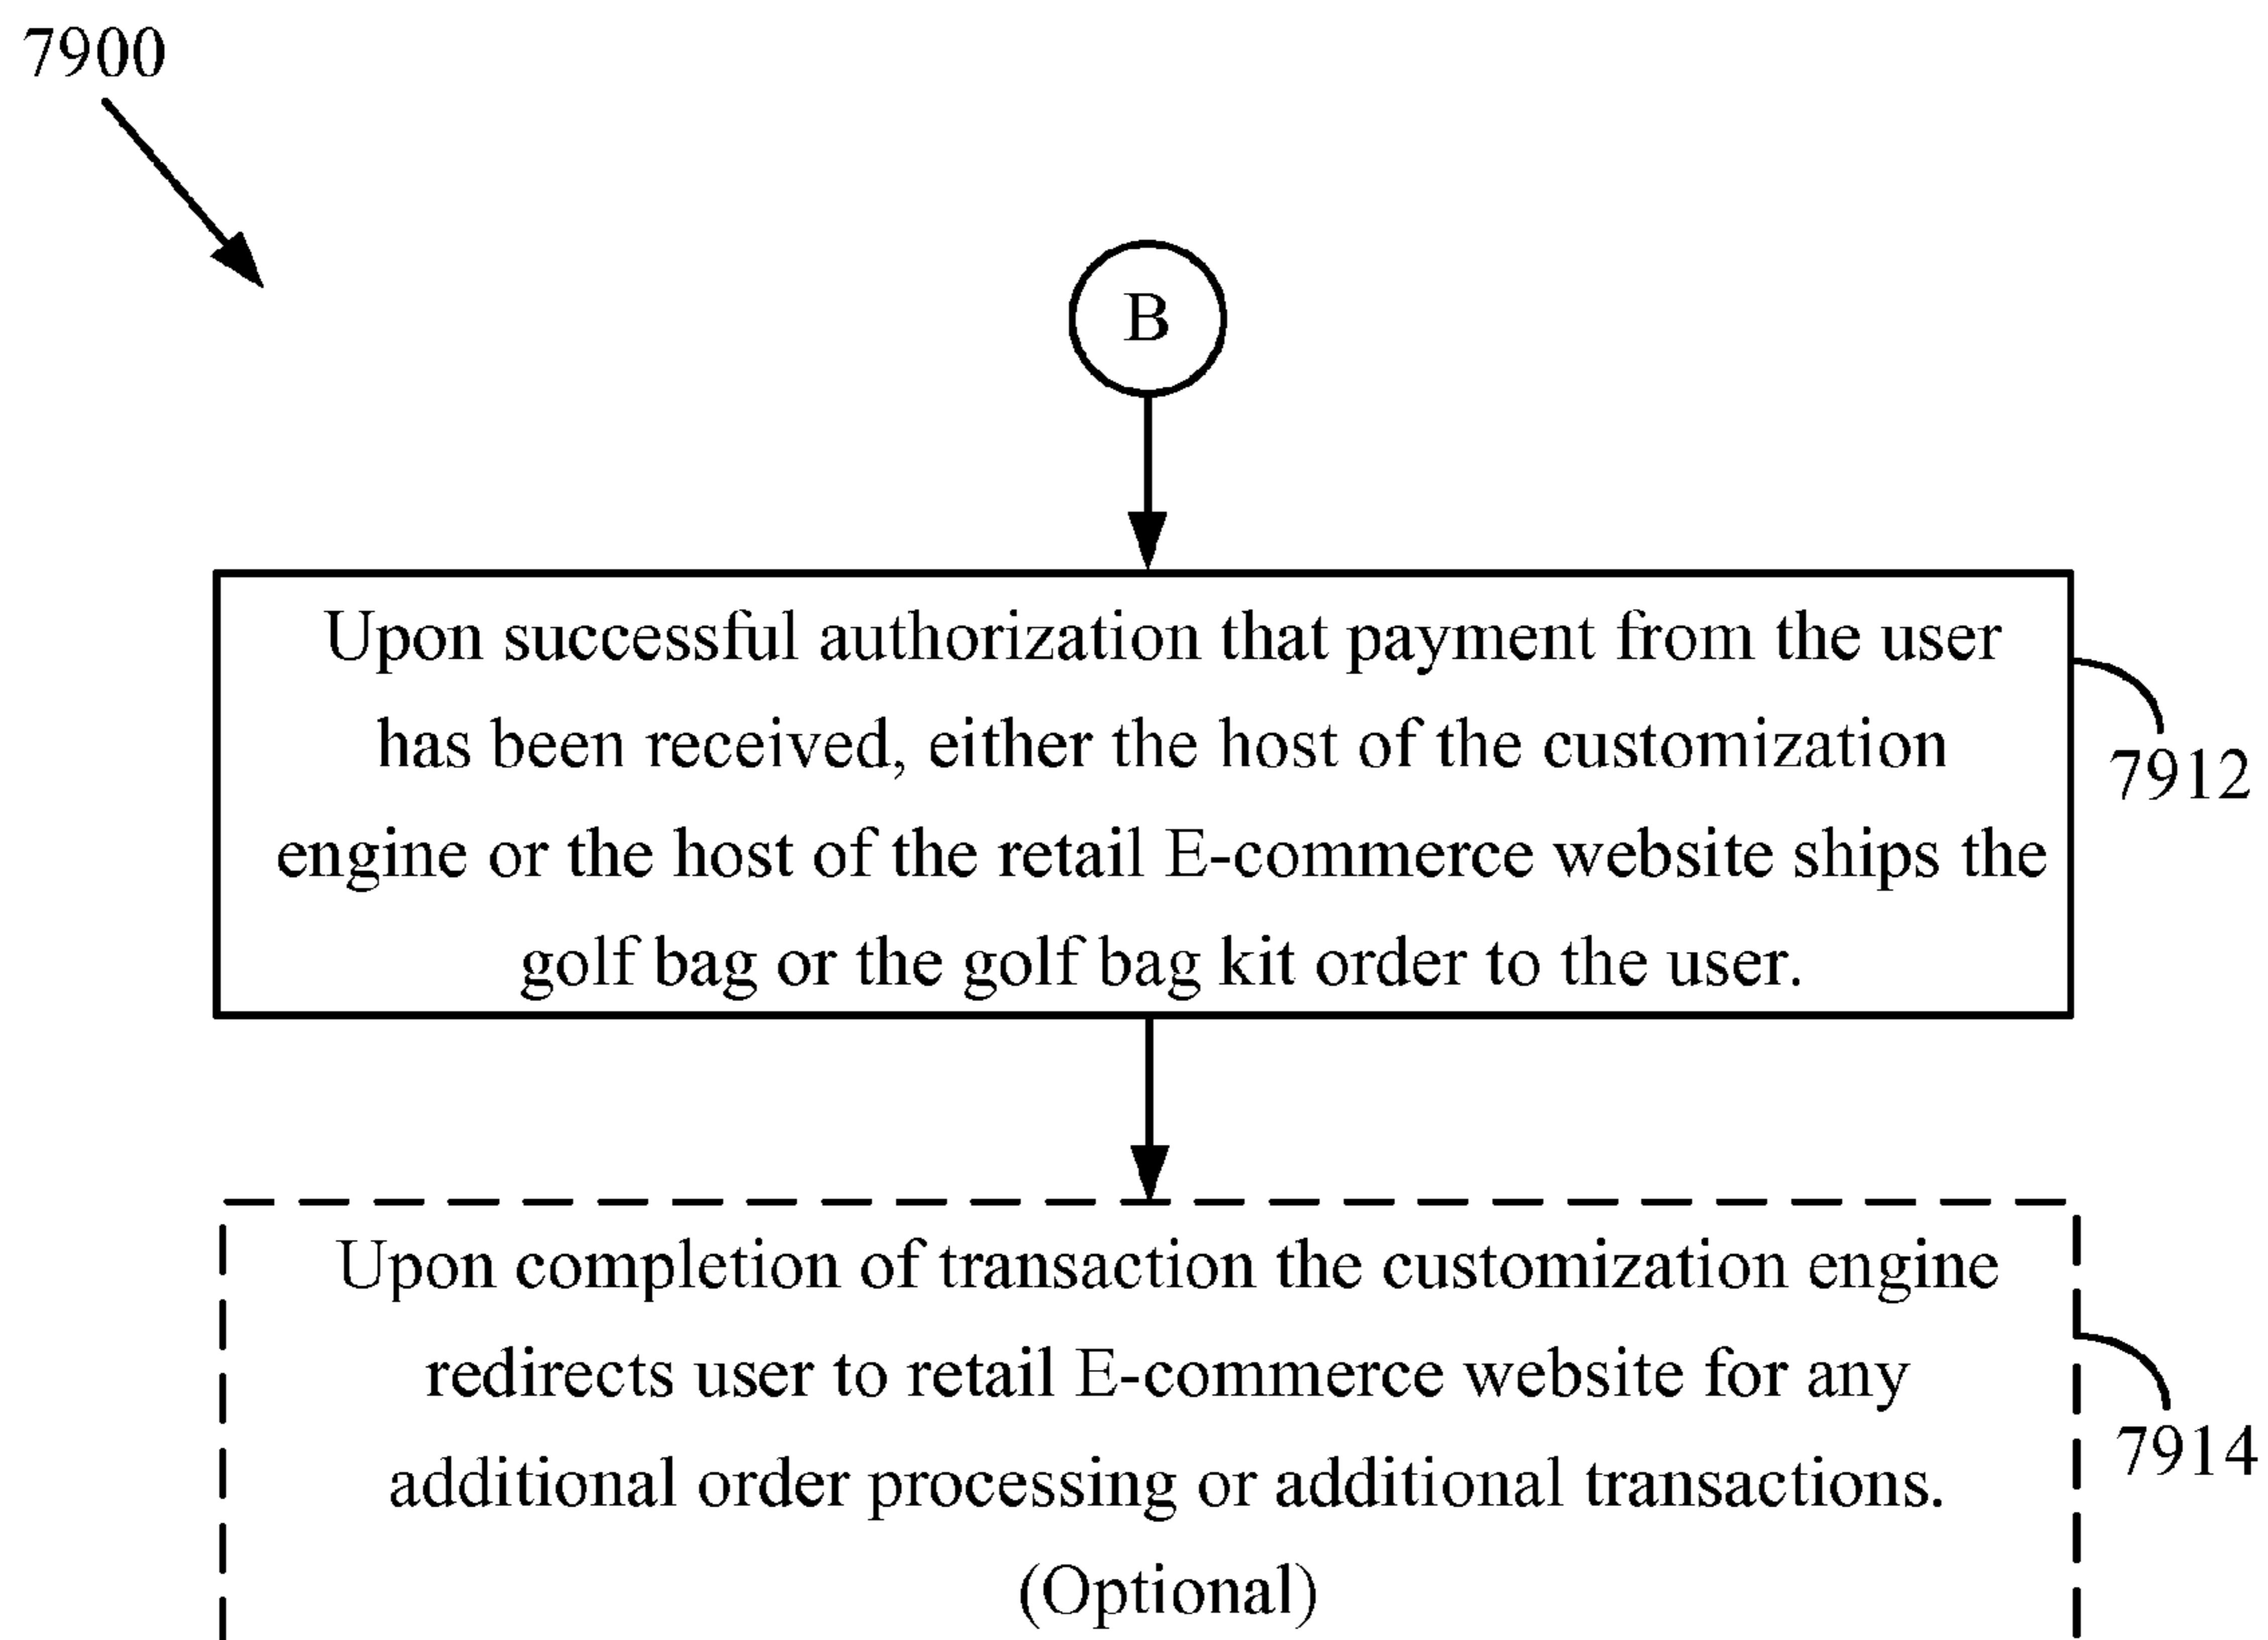 7900
B
Upon successful authorization that payment from the user
has been received, either the host of the customization
7912
engine or the host of the retail E-commerce website ships the
golf bag or the golf bag kit order to the user.
Upon completion of transaction the customization engine
redirects user to retail E-commerce website for any
7914
additional order processing or additional transactions.
(Optional)